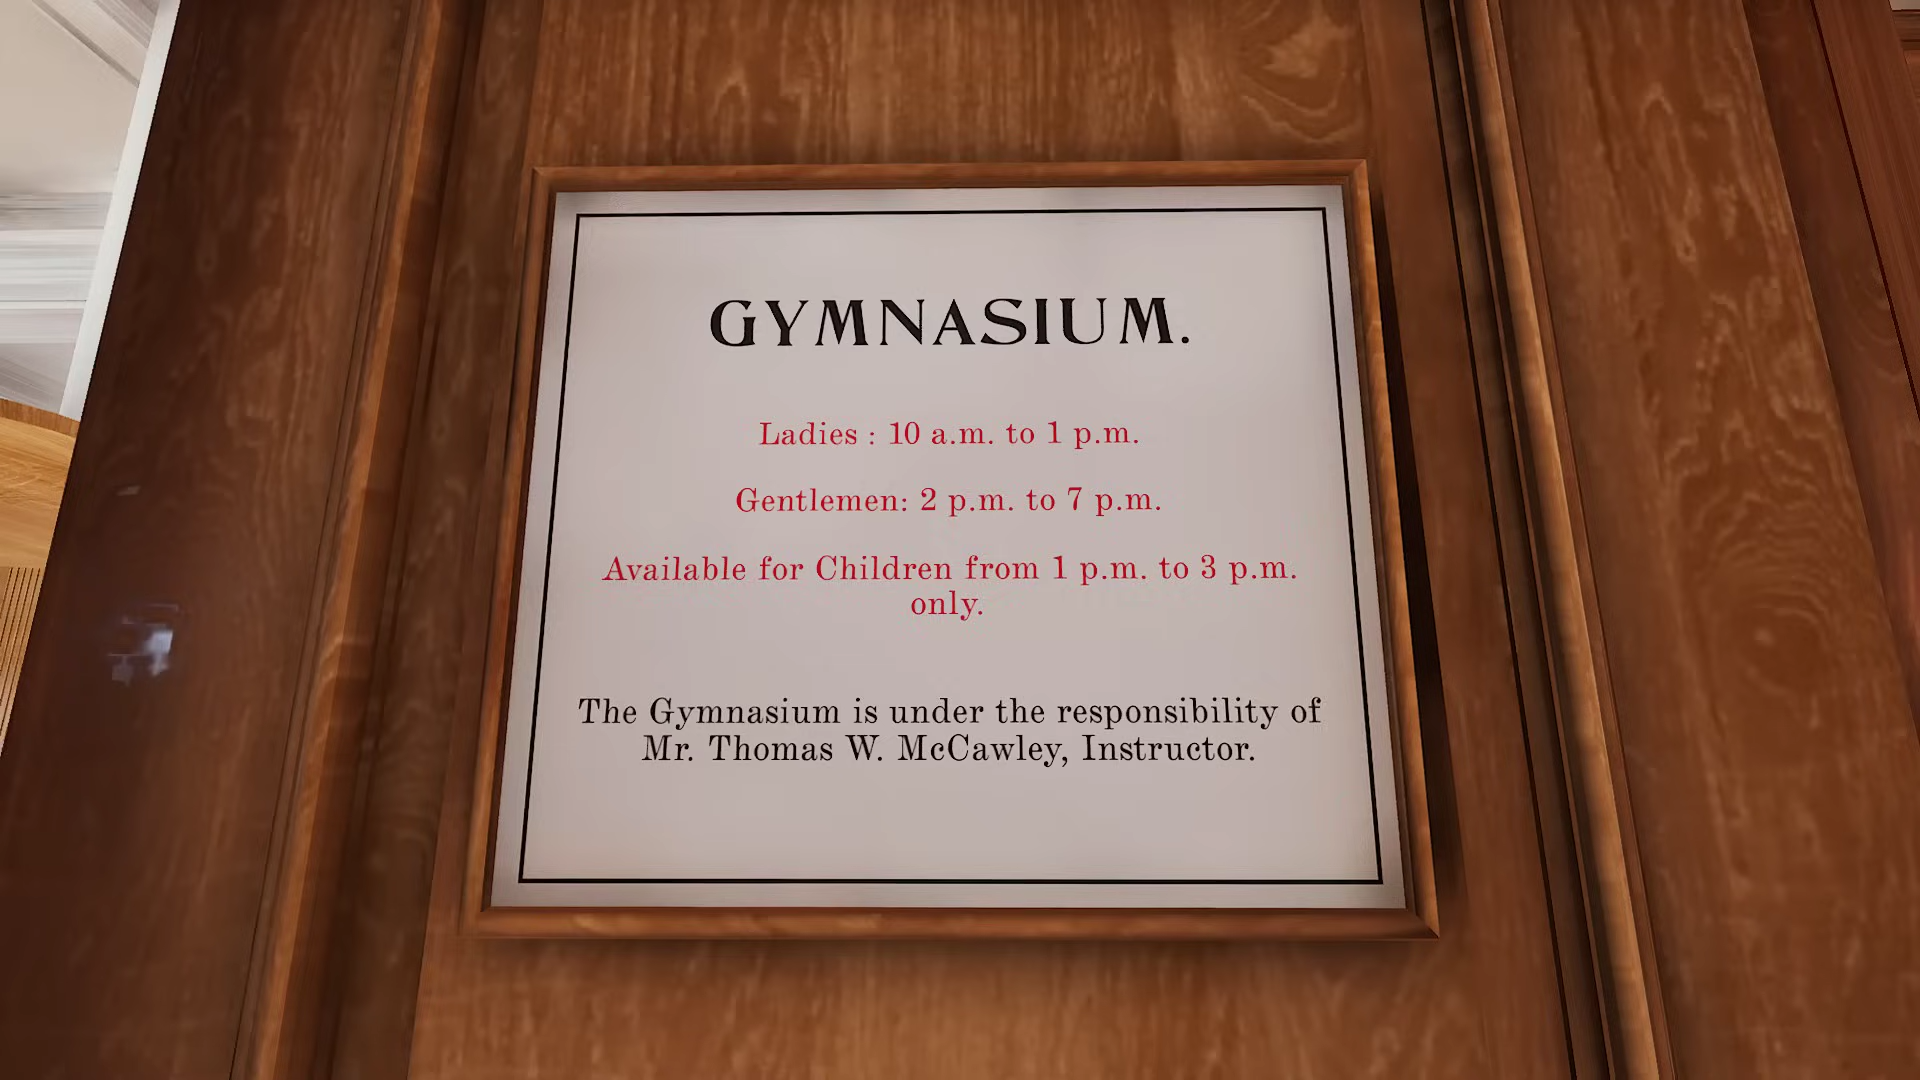 GYMNASIUM.
Ladies : 10 a.m. to 1 p.m.
Gentlemen: 2 p.m. to 7 p.m.
Available for Children from 1 p.m. to 3 p.m.
only.
The Gymnasium is under the responsibility of
Mr. Thomas W. McCawley, Instructor.